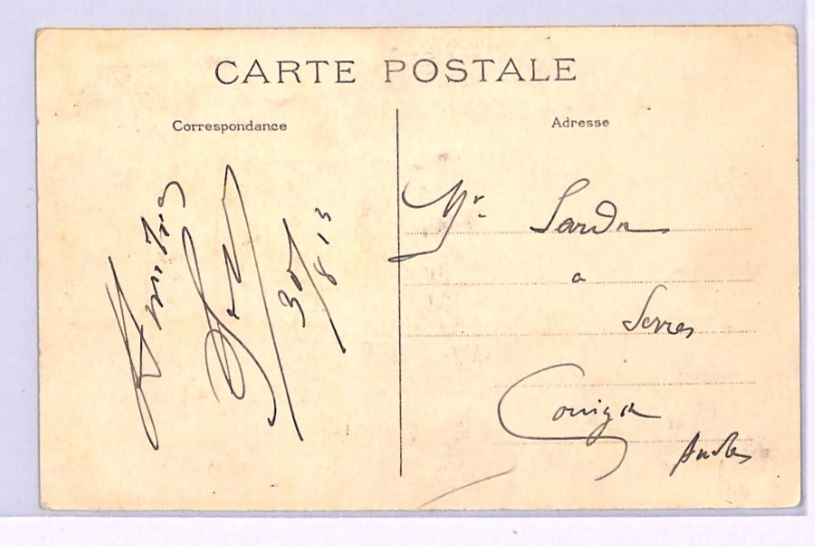 CARTE POSTALE
Correspondance
Amitiés
30/8 13
Adresse
Mr. Sarda
a
Serres
Couiza
Aude